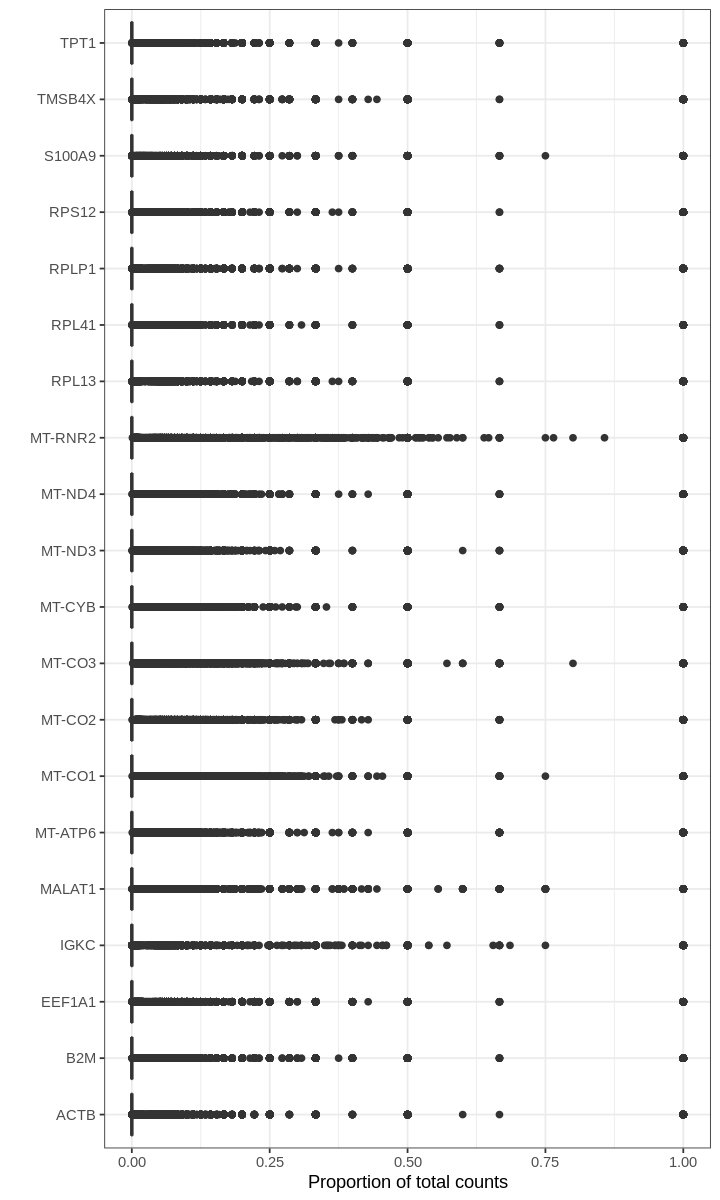 TPT1
TMSB4X
S100A9
RPS12
RPLP1
RPL41
RPL13
MT-RNR2
MT-ND4
MT-ND3
MT-CYB
MT-CO3
MT-CO2
MT-CO1
MT-ATP6
MALAT1
IGKC
EEF1A1
B2M
ACTB
0.00 0.25 0.50 0.75 1.00
Proportion of total counts